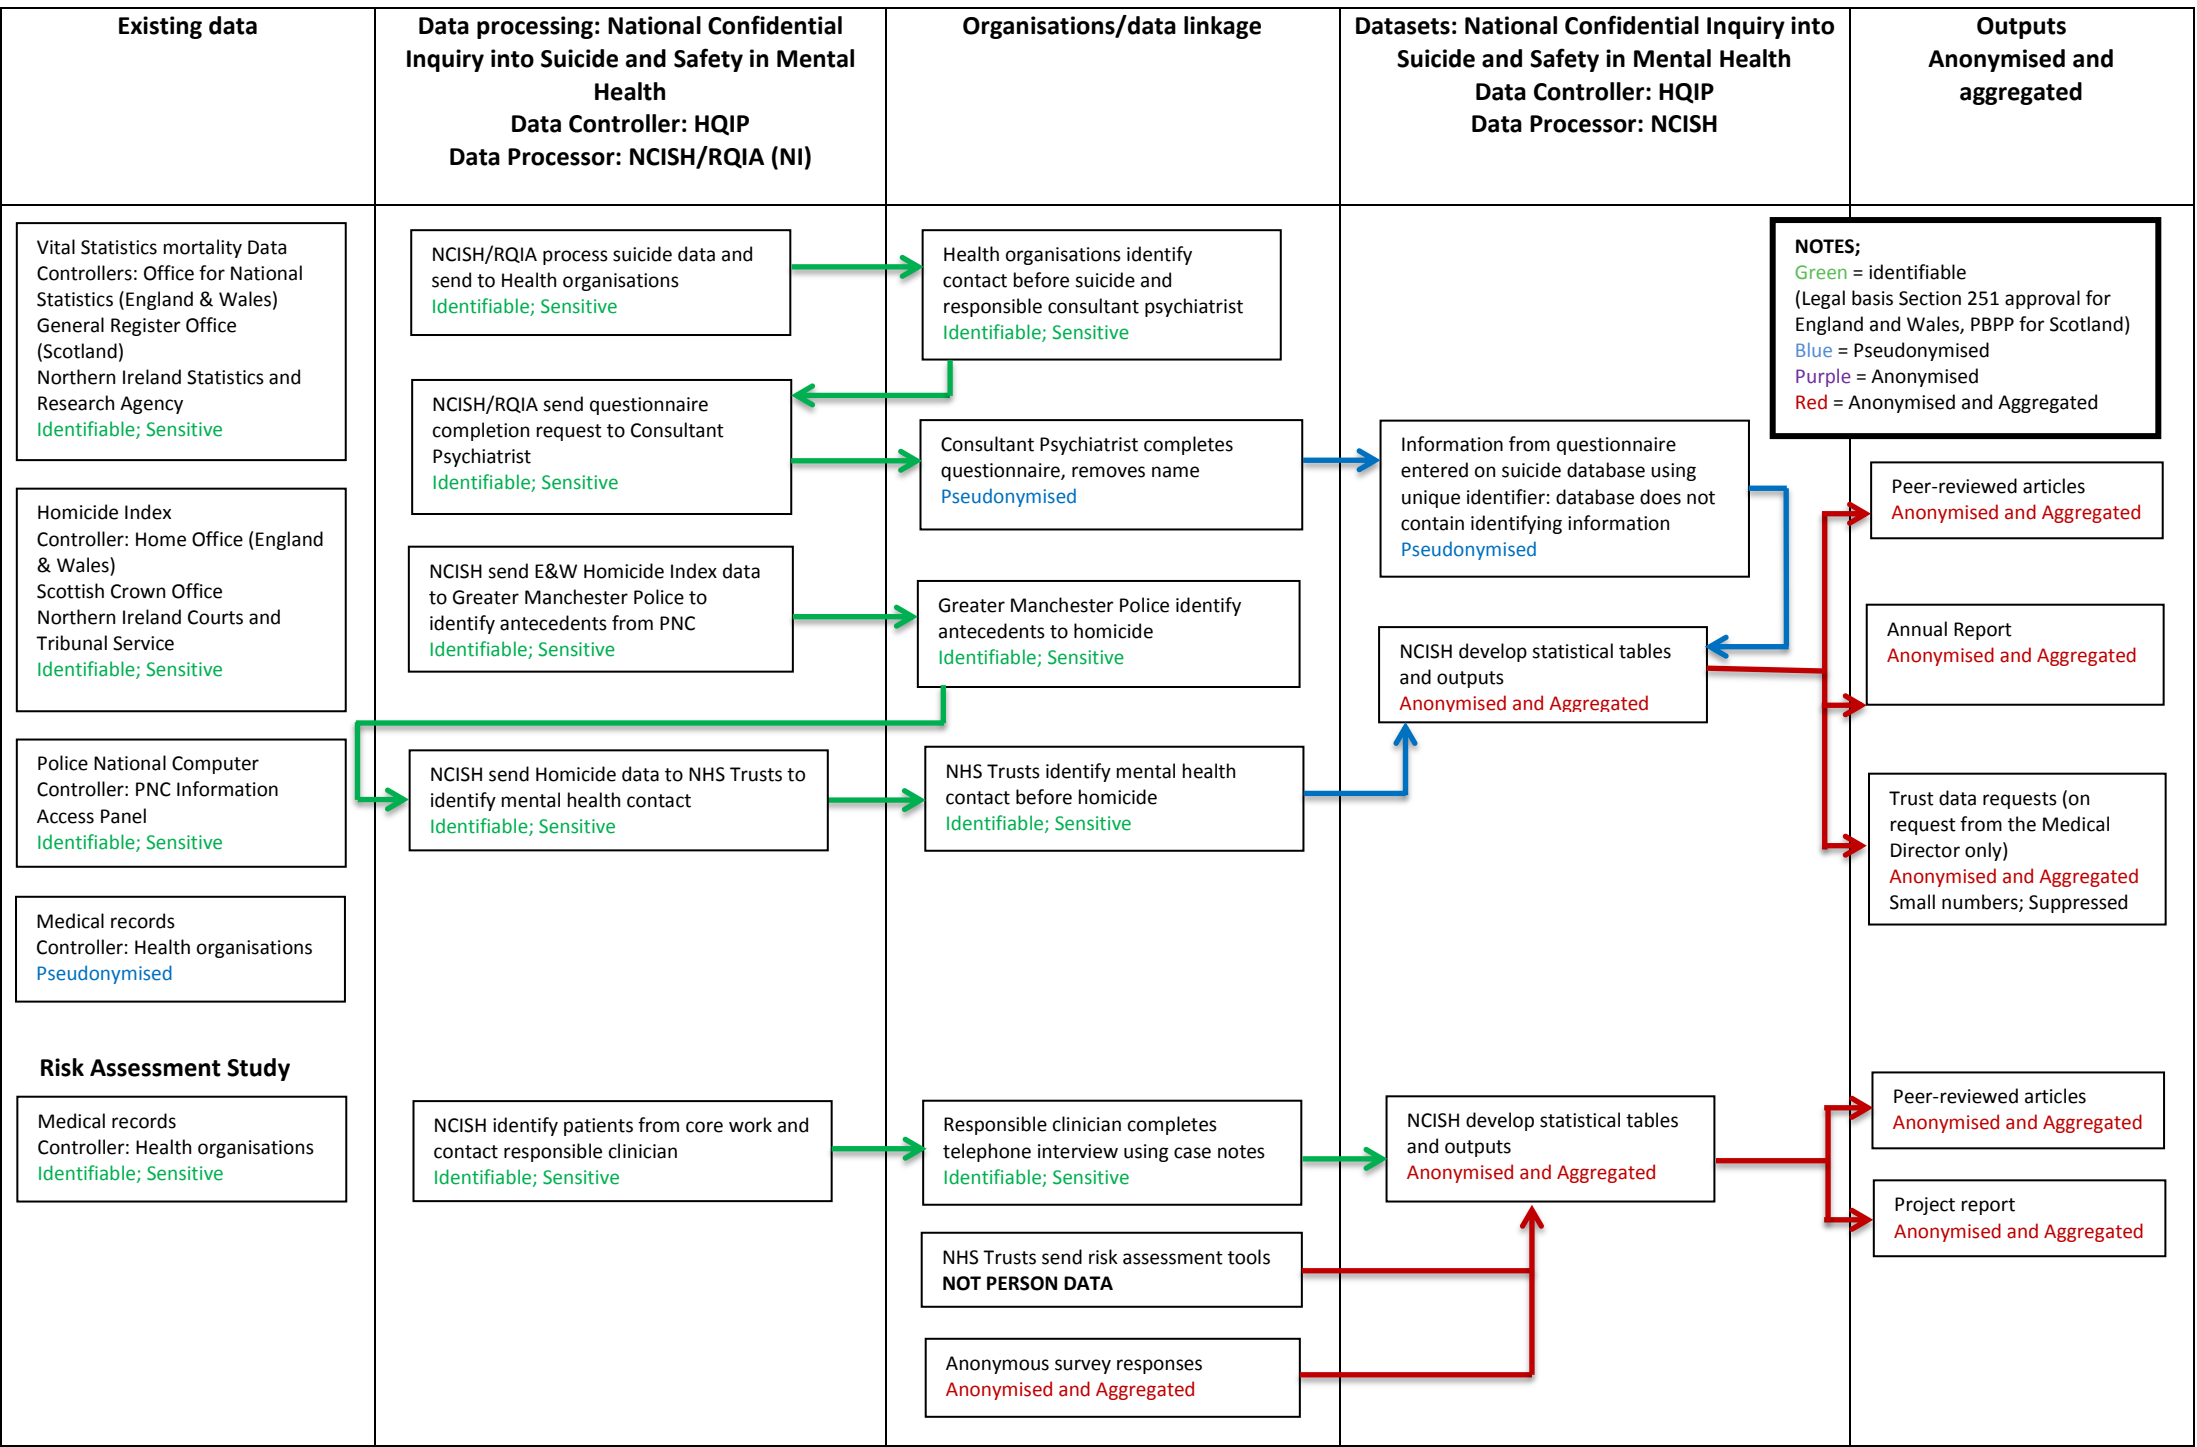 Existing data
Data processing: National Confidential
Inquiry into Suicide and Safety in Mental
Health
Data Controller: HQIP
Data Processor: NCISH/RQIA (NI)
Organisations/data linkage
Datasets: National Confidential Inquiry into
Suicide and Safety in Mental Health
Data Controller: HQIP
Data Processor: NCISH
Outputs
Anonymised and
aggregated
Vital Statistics mortality Data
Controllers: Office for National
Statistics (England & Wales)
General Register Office
(Scotland)
Northern Ireland Statistics and
Research Agency
Identifiable; Sensitive
Homicide Index
Controller: Home Office (England
& Wales)
Scottish Crown Office
Northern Ireland Courts and
Tribunal Service
Identifiable; Sensitive
Police National Computer
Controller: PNC Information
Access Panel
Identifiable; Sensitive
Medical records
Controller: Health organisations
Pseudonymised
NCISH/RQIA process suicide data and
send to Health organisations
Identifiable; Sensitive
NCISH/RQIA send questionnaire
completion request to Consultant
Psychiatrist
Identifiable; Sensitive
NCISH send E&W Homicide Index data
to Greater Manchester Police to
identify antecedents from PNC
Identifiable; Sensitive
NCISH send Homicide data to NHS Trusts to
identify mental health contact
Identifiable; Sensitive
Health organisations identify
contact before suicide and
responsible consultant psychiatrist
Identifiable; Sensitive
Consultant Psychiatrist completes
questionnaire, removes name
Pseudonymised
Greater Manchester Police identify
antecedents to homicide
Identifiable; Sensitive
NHS Trusts identify mental health
contact before homicide
Identifiable; Sensitive
Information from questionnaire
entered on suicide database using
unique identifier: database does not
contain identifying information
Pseudonymised
NCISH develop statistical tables
and outputs
Anonymised and Aggregated
NOTES;
Green = identifiable
(Legal basis Section 251 approval for
England and Wales, PBPP for Scotland)
Blue = Pseudonymised
Purple = Anonymised
Red = Anonymised and Aggregated
Peer-reviewed articles
Anonymised and Aggregated
Annual Report
Anonymised and Aggregated
Trust data requests (on
request from the Medical
Director only)
Anonymised and Aggregated
Small numbers; Suppressed
Risk Assessment Study
Medical records
Controller: Health organisations
Identifiable; Sensitive
NCISH identify patients from core work and
contact responsible clinician
Identifiable; Sensitive
Responsible clinician completes
telephone interview using case notes
Identifiable; Sensitive
NHS Trusts send risk assessment tools
NOT PERSON DATA
Anonymous survey responses
Anonymised and Aggregated
NCISH develop statistical tables
and outputs
Anonymised and Aggregated
Peer-reviewed articles
Anonymised and Aggregated
Project report
Anonymised and Aggregated